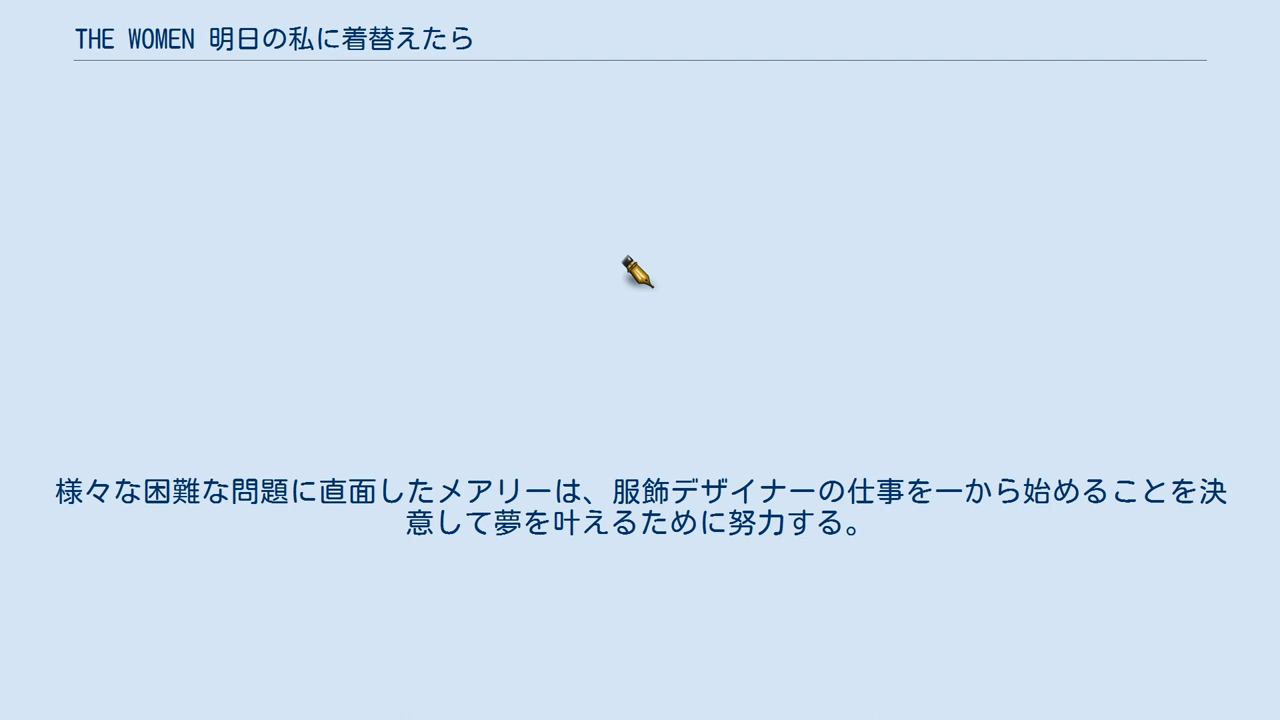 THE WOMEN 明日の私に着替えたら
様々な困難な問題に直面したメアリーは、服飾デザイナーの仕事を一から始めることを決
意して夢を叶えるために努力する。